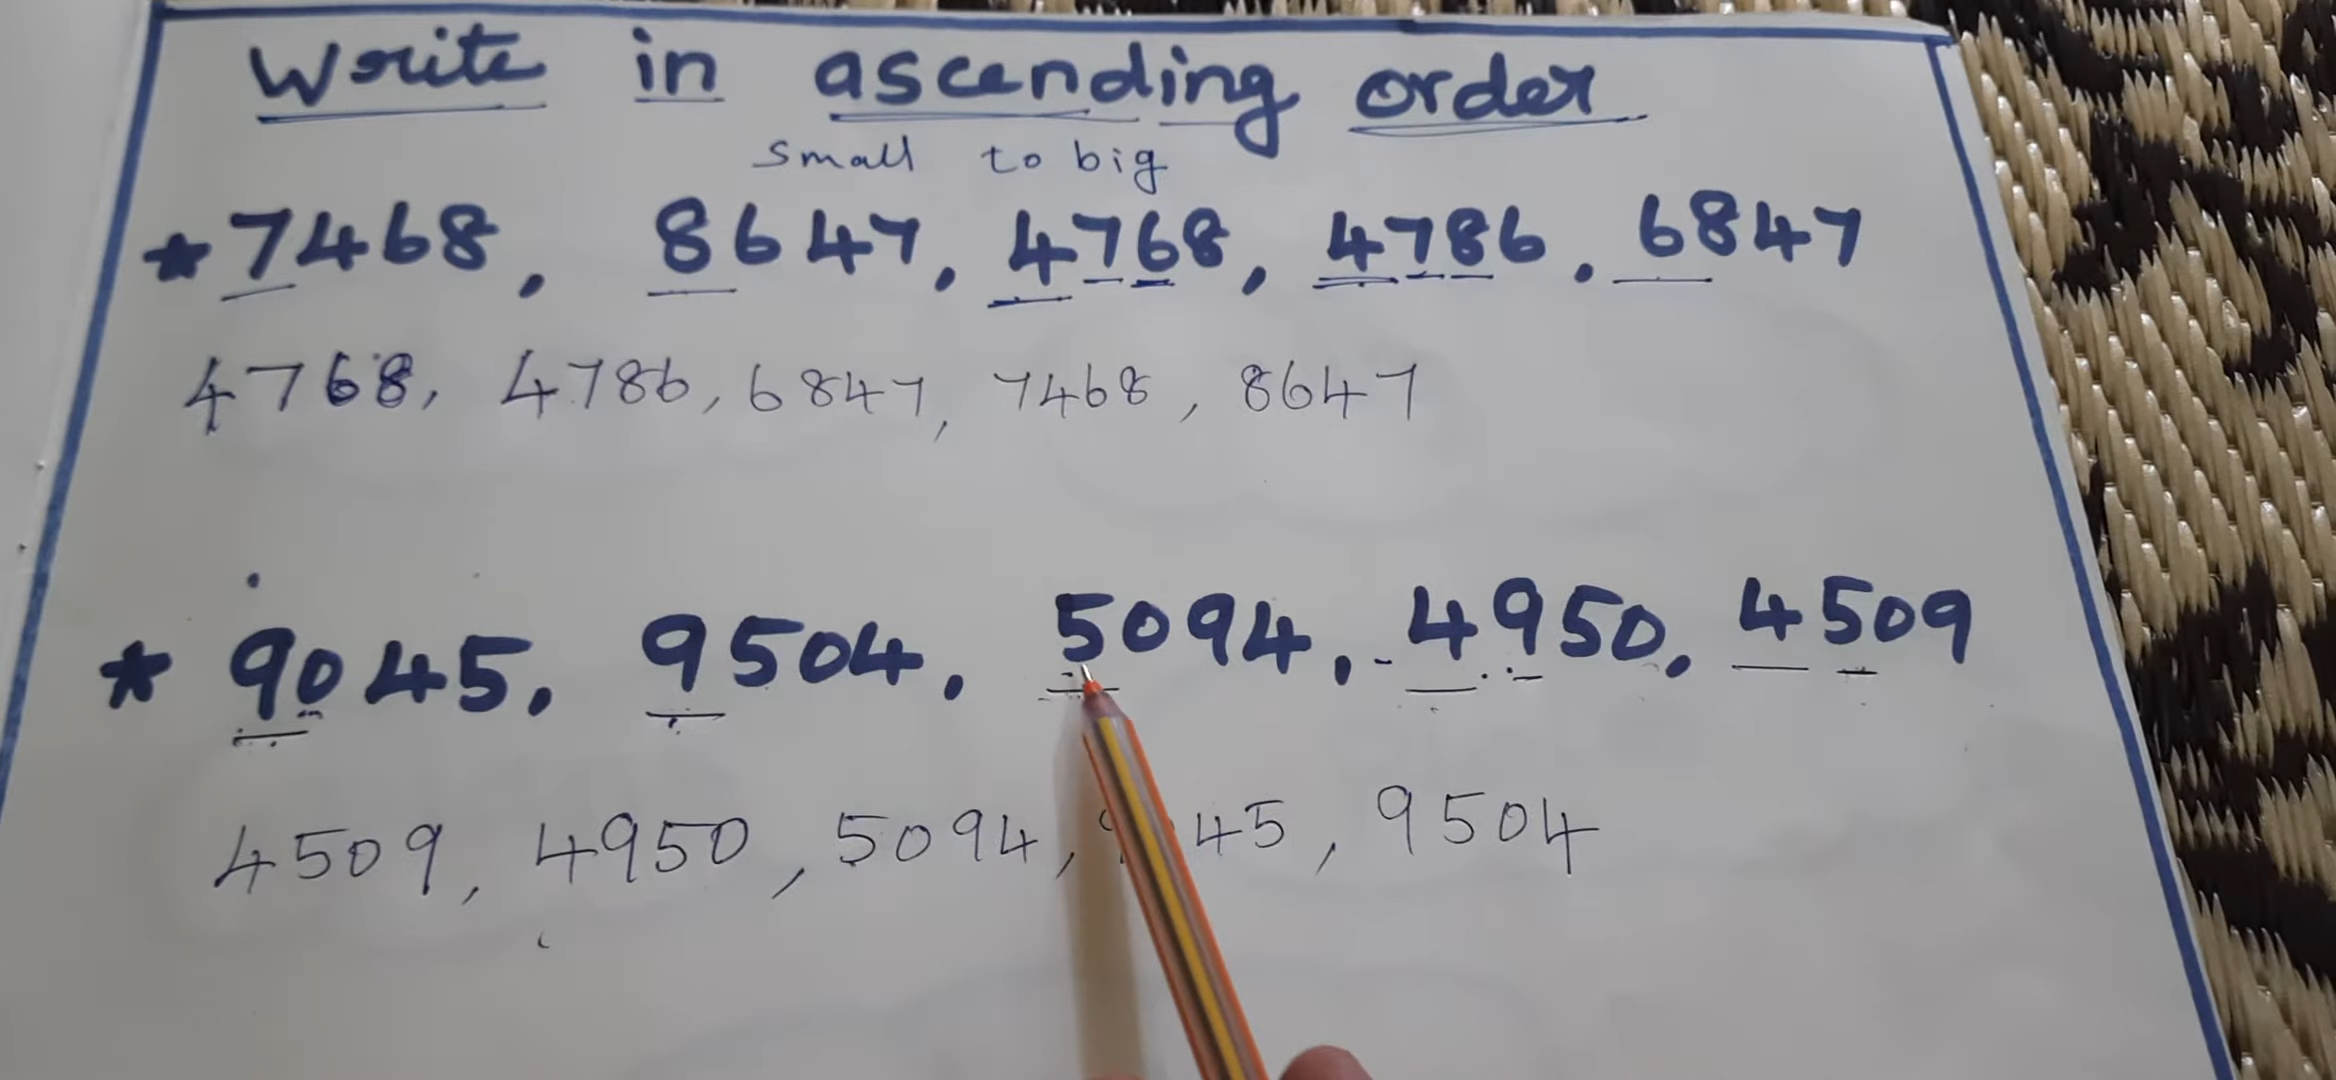 Write in ascending order
small to big
* 7468, 8647, 4768, 4786, 6847
4768, 4786, 6847, 7468, 8647
* 9045, 9504, 5094, 4950, 4509
4509, 4950, 5094, 45, 9504